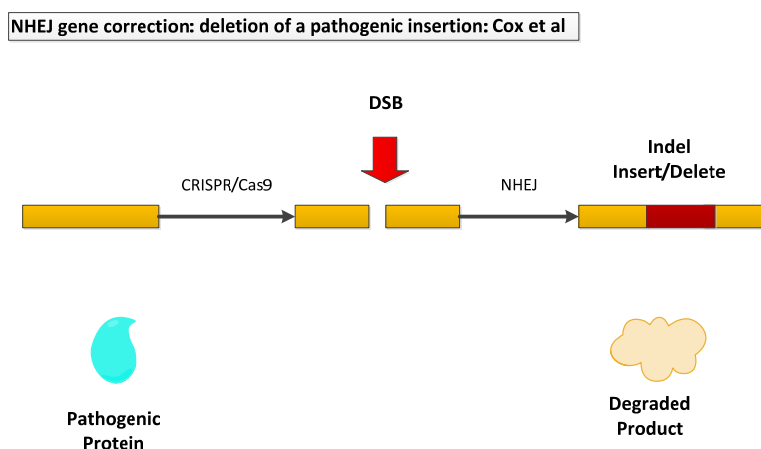 NHEJ gene correction: deletion of a pathogenic insertion: Cox et al
DSB
CRISPR/Cas9
NHEJ
Indel
Insert/Delete
Pathogenic
Protein
Degraded
Product